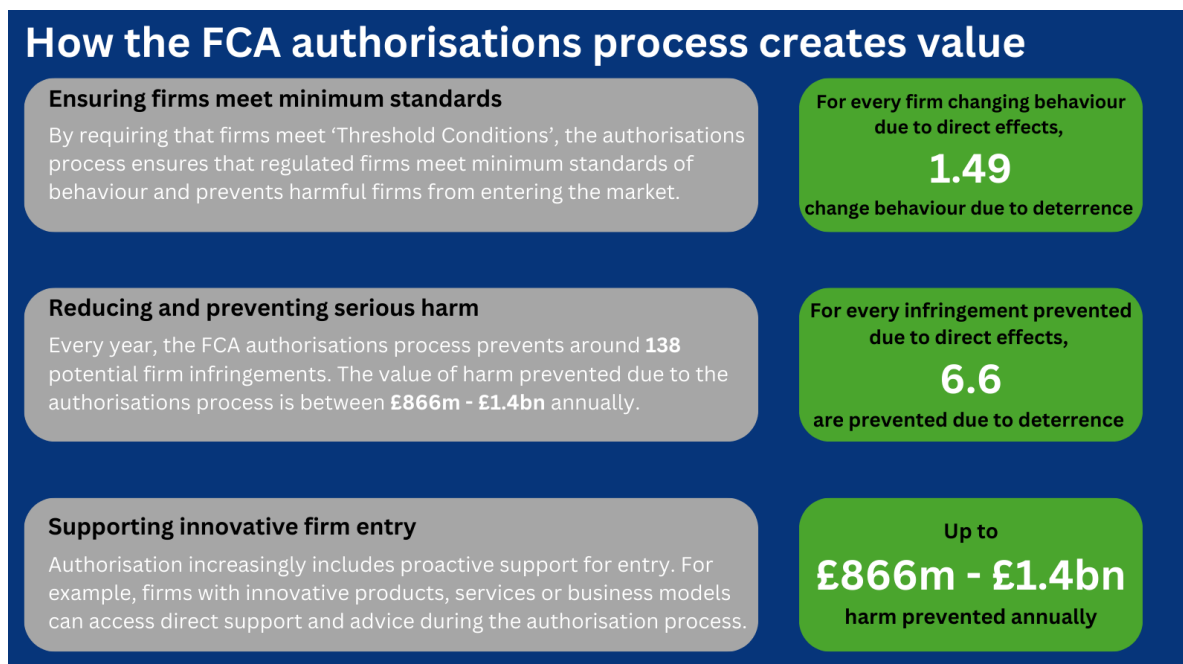 How the FCA authorisations process creates value
Ensuring firms meet minimum standards
By requiring that firms meet ‘Threshold Conditions’, the authorisations
process ensures that regulated firms meet minimum standards of
behaviour and prevents harmful firms from entering the market.
For every firm changing behaviour
due to direct effects,
1.49
change behaviour due to deterrence
Reducing and preventing serious harm
Every year, the FCA authorisations process prevents around 138
potential firm infringements. The value of harm prevented due to the
authorisations process is between £866m - £1.4bn annually.
For every infringement prevented
due to direct effects,
6.6
are prevented due to deterrence
Supporting innovative firm entry
Authorisation increasingly includes proactive support for entry. For
example, firms with innovative products, services or business models
can access direct support and advice during the authorisation process.
Up to
£866m - £1.4bn
harm prevented annually